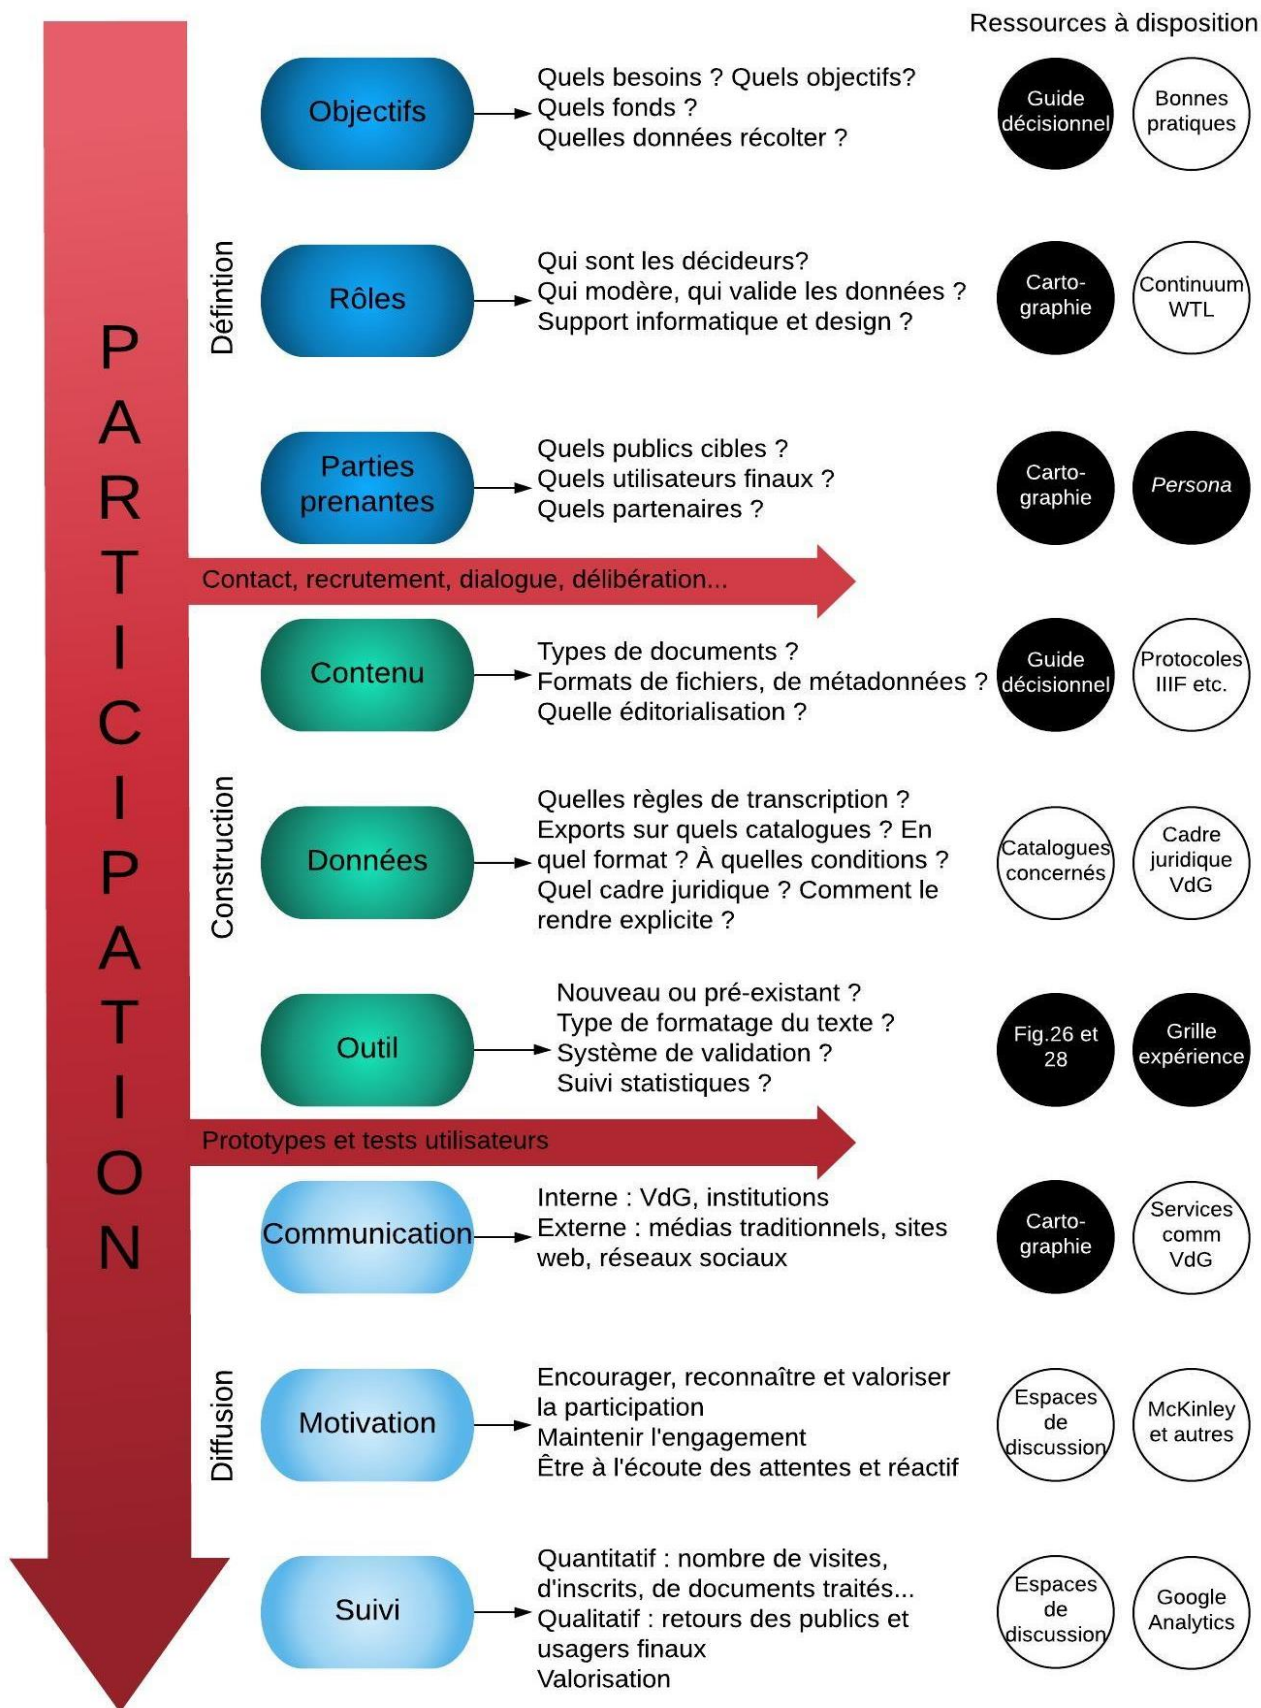 Ressources à disposition
PARTICIPATION
Défintion
Objectifs
Quels besoins ? Quels objectifs?
Quels fonds ?
Quelles données récolter ?
Guide
décisionnel
Bonnes
pratiques
Rôles
Qui sont les décideurs?
Qui modère, qui valide les données ?
Support informatique et design ?
Carto-
graphie
Continuum
WTL
Parties
prenantes
Quels publics cibles ?
Quels utilisateurs finaux ?
Quels partenaires ?
Carto-
graphie
Persona
Contact, recrutement, dialogue, délibération...
Construction
Contenu
Types de documents ?
Formats de fichiers, de métadonnées ?
Quelle éditorialisation ?
Guide
décisionnel
Protocoles
IIIF etc.
Données
Quelles règles de transcription ?
Exports sur quels catalogues ? En
quel format ? À quelles conditions ?
Quel cadre juridique ? Comment le
rendre explicite ?
Catalogues
concernés
Cadre
juridique
VdG
Outil
Nouveau ou pré-existant ?
Type de formatage du texte ?
Système de validation ?
Suivi statistiques ?
Fig.26 et
28
Grille
expérience
Prototypes et tests utilisateurs
Diffusion
Communication
Interne : VdG, institutions
Externe : médias traditionnels, sites
web, réseaux sociaux
Carto-
graphie
Services
comm
VdG
Motivation
Encourager, reconnaître et valoriser
la participation
Maintenir l'engagement
Être à l'écoute des attentes et réactif
Espaces
de
discussion
McKinley
et autres
Suivi
Quantitatif : nombre de visites,
d'inscrits, de documents traités...
Qualitatif : retours des publics et
usagers finaux
Valorisation
Espaces
de
discussion
Google
Analytics